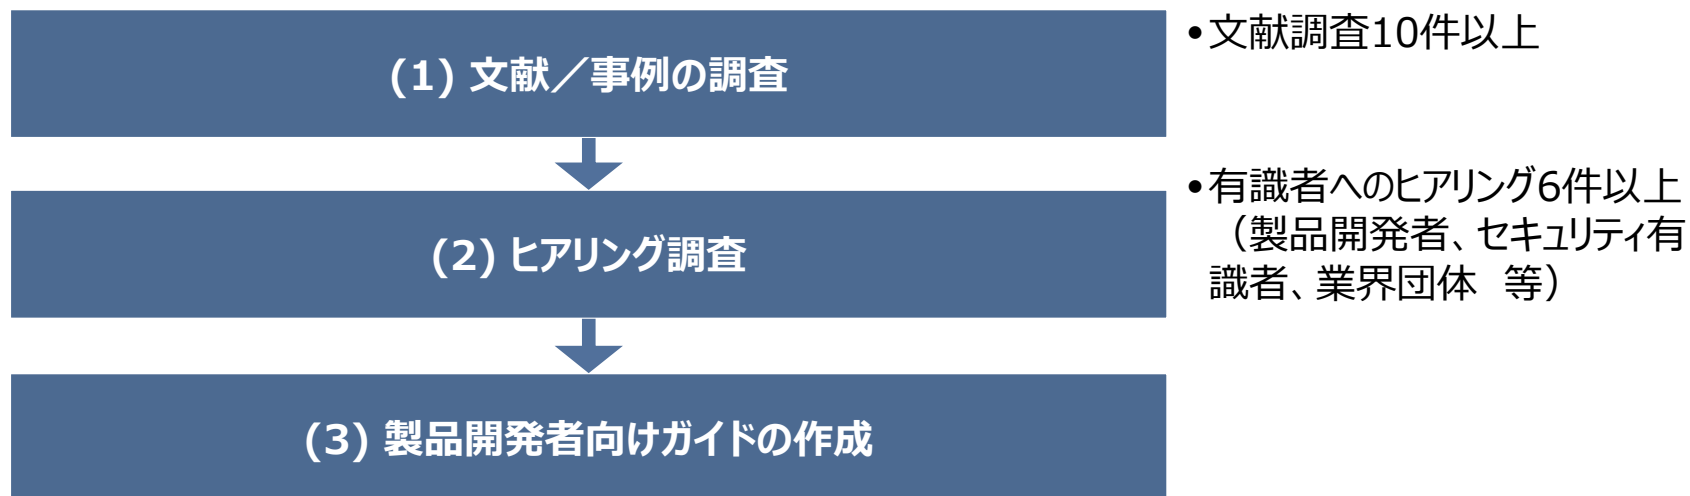 (1) 文献／事例の調査
•文献調査10件以上
(2) ヒアリング調査
•有識者へのヒアリング6件以上
（製品開発者、セキュリティ有
識者、業界団体　等）
(3) 製品開発者向けガイドの作成